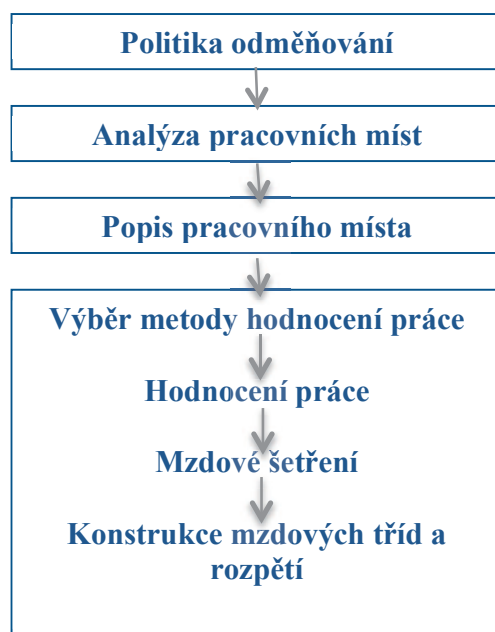 Politika odměňování
Analýza pracovních míst
Popis pracovního místa
Výběr metody hodnocení práce
Hodnocení práce
Mzdové šetření
Konstrukce mzdových tříd a
rozpětí